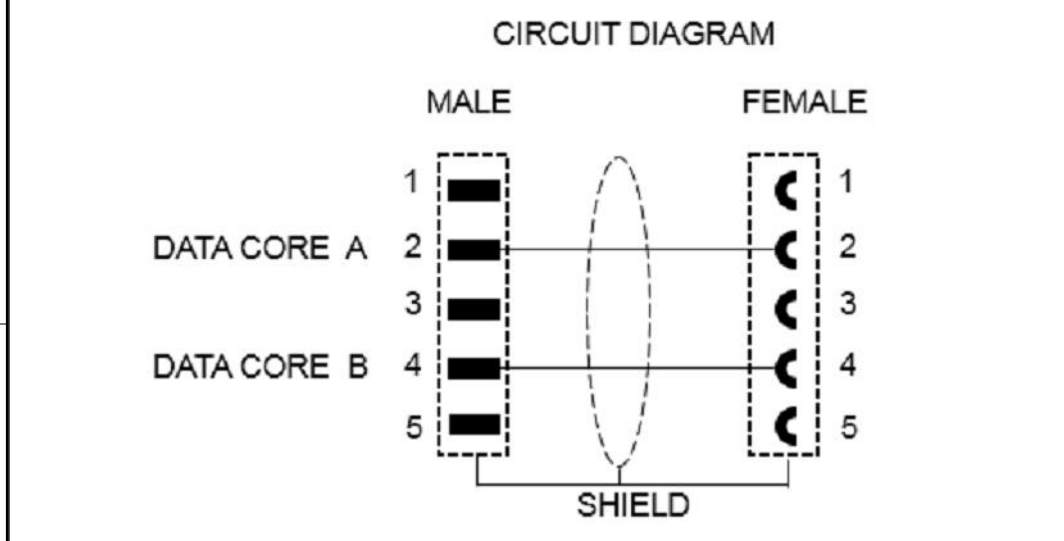 CIRCUIT DIAGRAM
MALE FEMALE
1 1
DATA CORE A 2 2
3 3
DATA CORE B 4 4
5 5
SHIELD